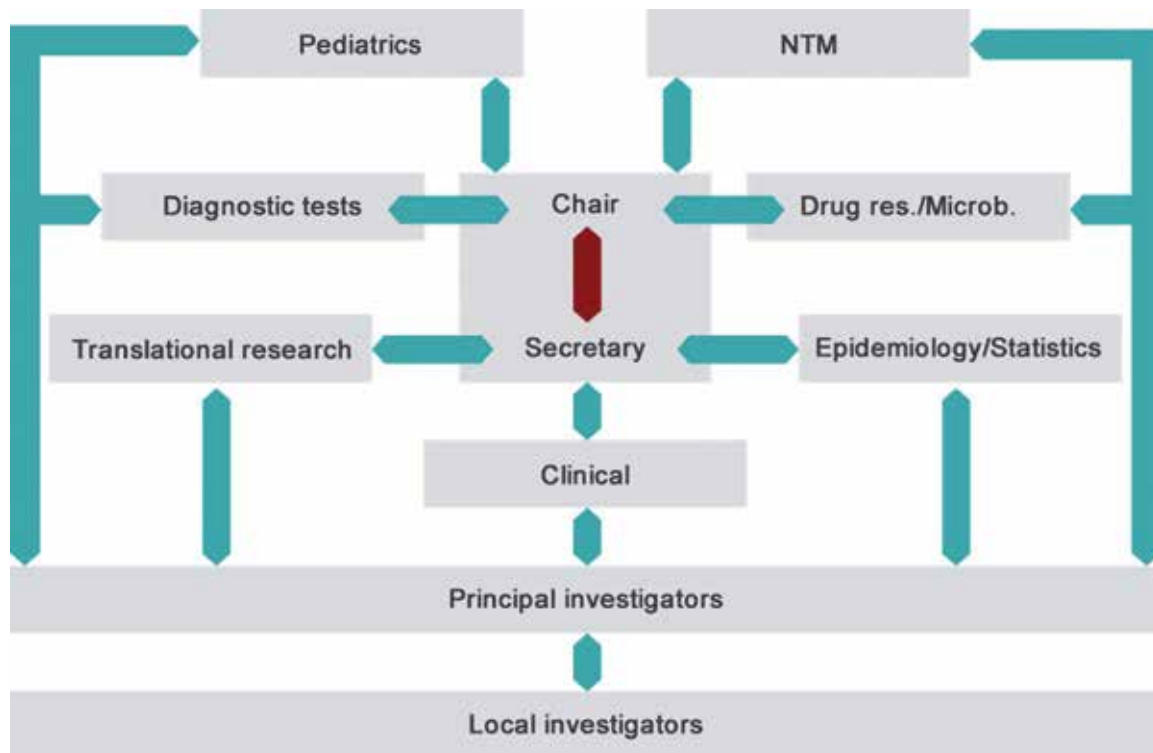 Pediatrics
NTM
Diagnostic tests
Chair
Drug res./Microb.
Translational research
Secretary
Epidemiology/Statistics
Clinical
Principal investigators
Local investigators